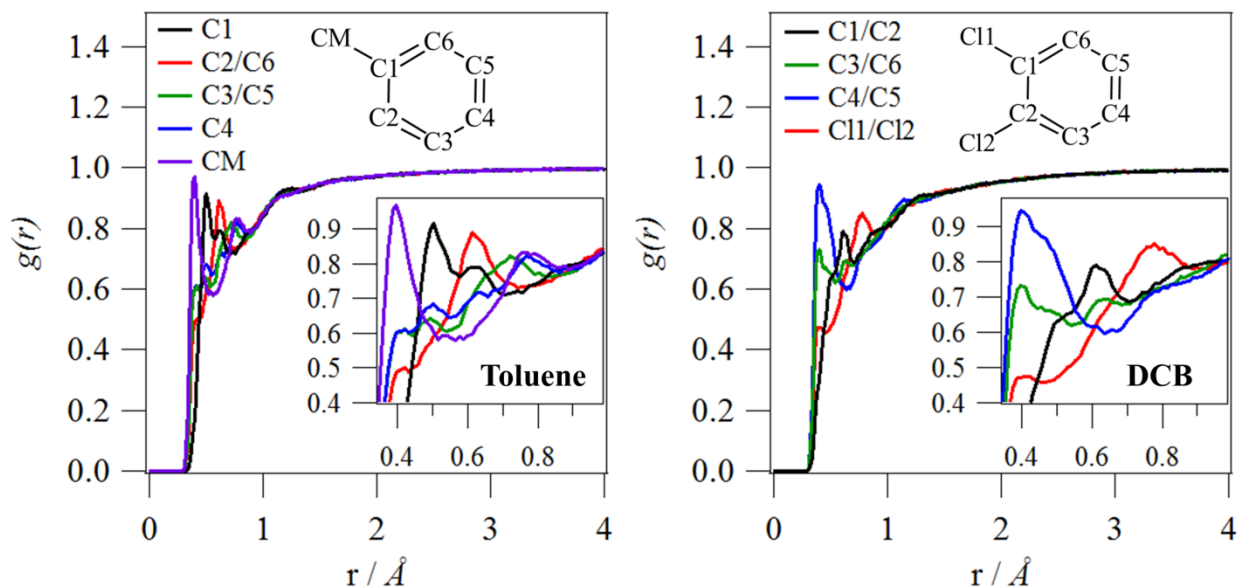 C1
C2/C6
C3/C5
C4
CM
CM
C6
C1
C5
C2
C4
C3
1.4
1.2
1.0
0.8
0.6
0.4
0.2
0.0
g(r)
0.9
0.8
0.7
0.6
0.5
0.4
0.4
0.6
0.8
Toluene
0
1
2
3
4
r / Å
C1/C2
C3/C6
C4/C5
Cl1/Cl2
Cl1
C6
C1
C5
C2
C4
Cl2
C3
1.4
1.2
1.0
0.8
0.6
0.4
0.2
0.0
g(r)
0.9
0.8
0.7
0.6
0.5
0.4
0.4
0.6
0.8
DCB
0
1
2
3
4
r / Å